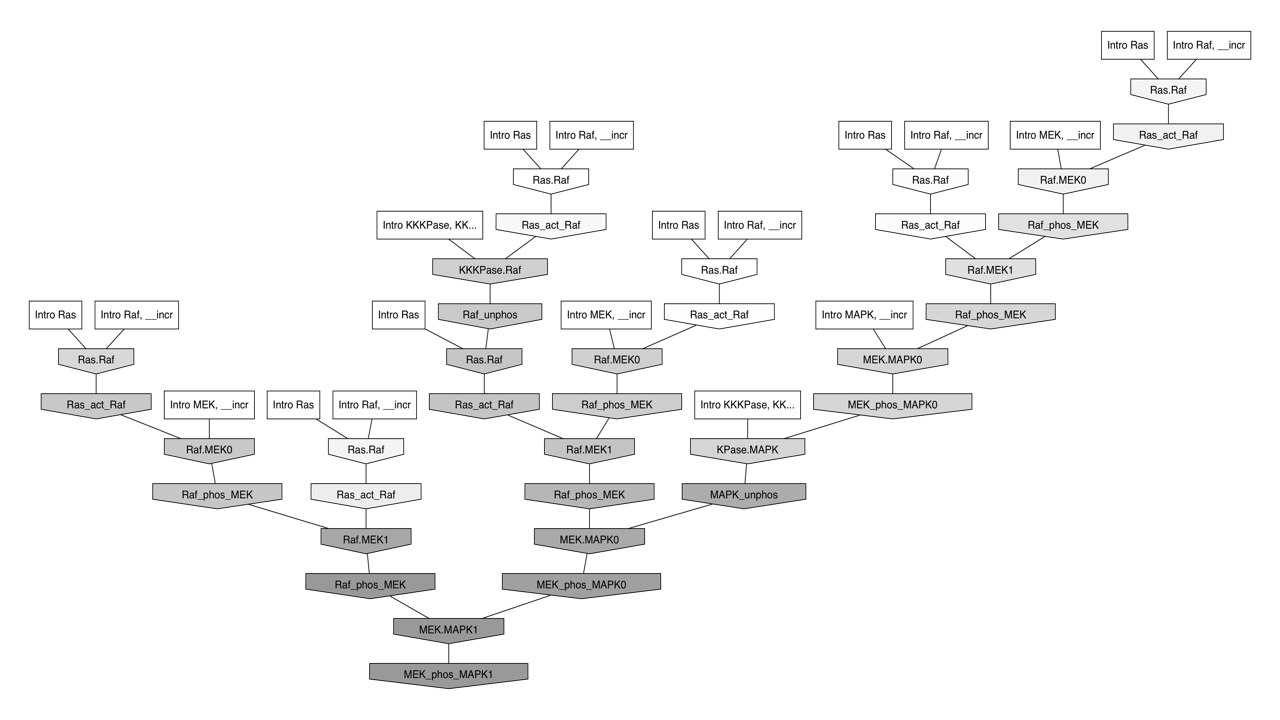 Intro Ras
Intro Raf, __incr
Ras.Raf
Intro Ras
Intro Raf, __incr
Intro Ras
Intro Raf, __incr
Intro MEK, __incr
Ras_act_Raf
Ras.Raf
Ras.Raf
Raf.MEK0
Intro KKKPase, KK...
Ras_act_Raf
Intro Ras
Intro Raf, __incr
Ras_act_Raf
Raf_phos_MEK
KKKPase.Raf
Ras.Raf
Raf.MEK1
Intro Ras
Intro Raf, __incr
Intro Ras
Raf_unphos
Intro MEK, __incr
Ras_act_Raf
Intro MAPK, __incr
Raf_phos_MEK
Ras.Raf
Ras.Raf
Raf.MEK0
MEK.MAPK0
Ras_act_Raf
Intro MEK, __incr
Intro Ras
Intro Raf, __incr
Ras_act_Raf
Raf_phos_MEK
Intro KKKPase, KK...
MEK_phos_MAPK0
Raf.MEK0
Ras.Raf
Raf.MEK1
KPase.MAPK
Raf_phos_MEK
Ras_act_Raf
Raf_phos_MEK
MAPK_unphos
Raf.MEK1
MEK.MAPK0
Raf_phos_MEK
MEK_phos_MAPK0
MEK.MAPK1
MEK_phos_MAPK1